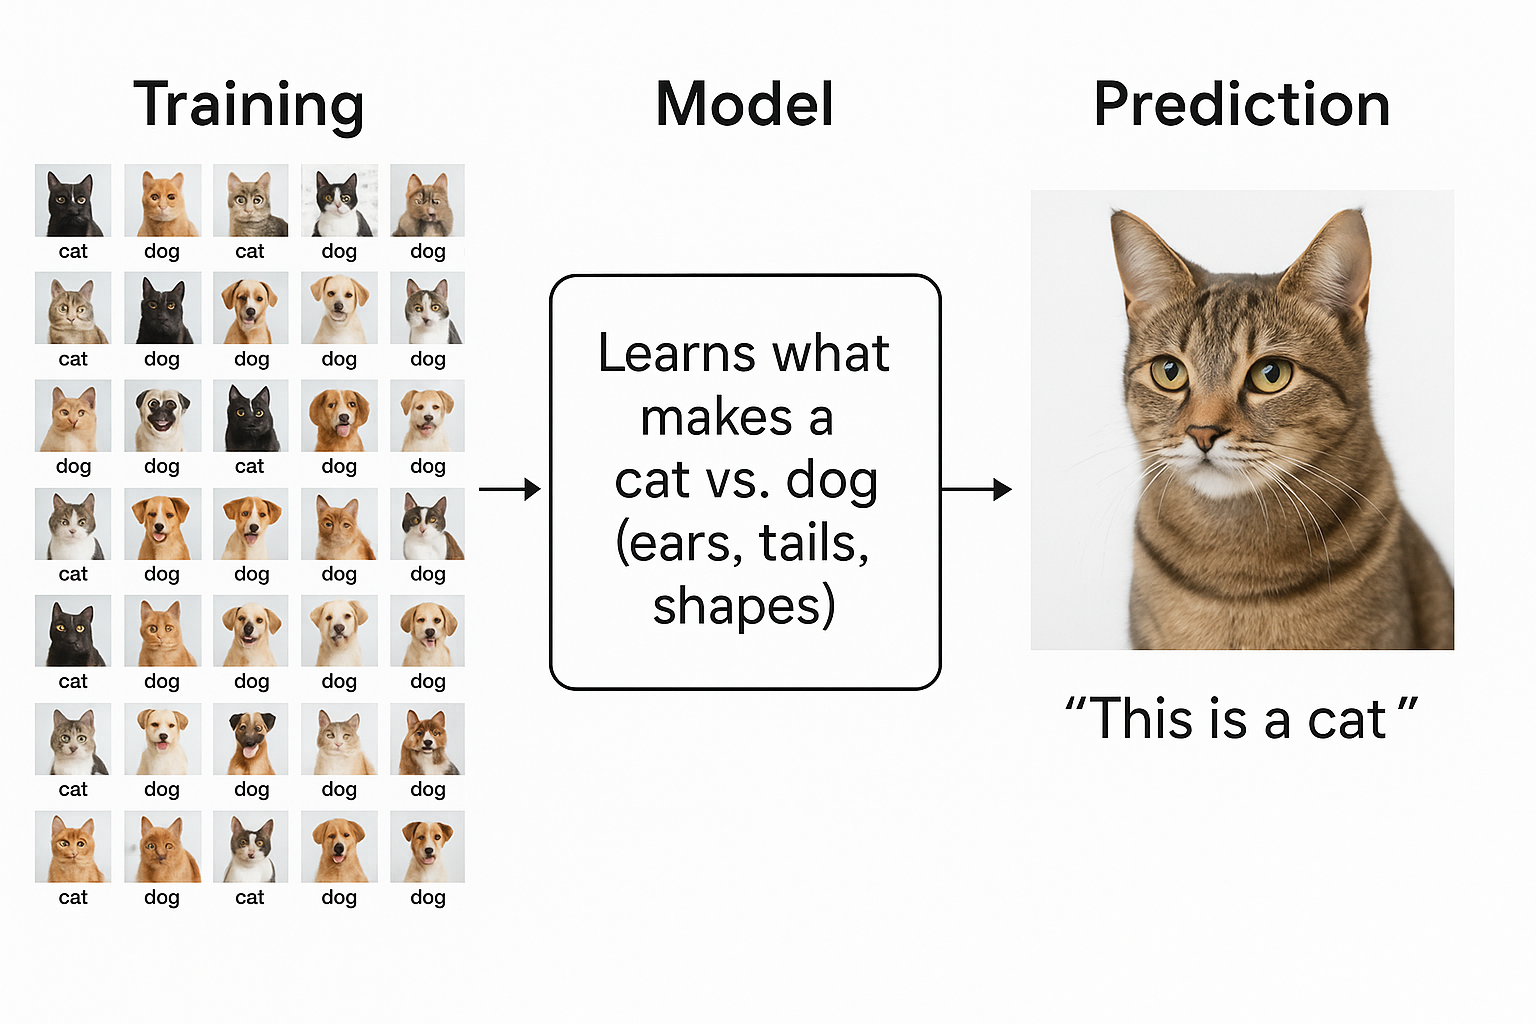 Training
cat dog cat dog dog
cat dog dog dog dog
dog dog cat dog dog
cat dog dog dog dog
cat dog dog dog dog
cat dog dog dog dog
cat dog cat dog dog
Model
Learns what
makes a
cat vs. dog
(ears, tails,
shapes)
Prediction
“This is a cat”